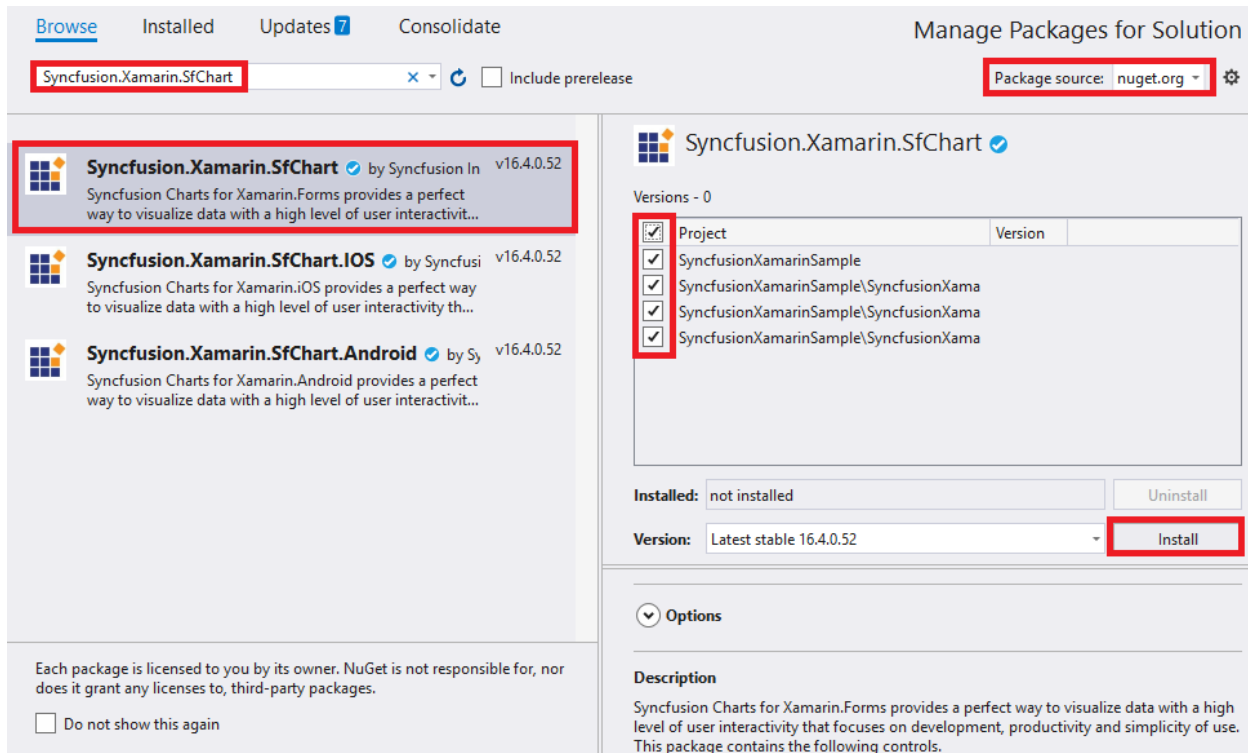 Browse Installed Updates 7 Consolidate
Manage Packages for Solution
Syncfusion.Xamarin.SfChart
Include prerelease
Package source: nuget.org
Syncfusion.Xamarin.SfChart by Syncfusion In v16.4.0.52
Syncfusion Charts for Xamarin.Forms provides a perfect
way to visualize data with a high level of user interactivit...
Syncfusion.Xamarin.SfChart.IOS by Syncfusi v16.4.0.52
Syncfusion Charts for Xamarin.iOS provides a perfect way
to visualize data with a high level of user interactivity th...
Syncfusion.Xamarin.SfChart.Android by Sy v16.4.0.52
Syncfusion Charts for Xamarin.Android provides a perfect
way to visualize data with a high level of user interactivit...
Each package is licensed to you by its owner. NuGet is not responsible for, nor
does it grant any licenses to, third-party packages.
Do not show this again
Syncfusion.Xamarin.SfChart
Versions - 0
Project Version
SyncfusionXamarinSample
SyncfusionXamarinSample\SyncfusionXama
SyncfusionXamarinSample\SyncfusionXama
SyncfusionXamarinSample\SyncfusionXama
Installed: not installed Uninstall
Version: Latest stable 16.4.0.52 Install
Options
Description
Syncfusion Charts for Xamarin.Forms provides a perfect way to visualize data with a high
level of user interactivity that focuses on development, productivity and simplicity of use.
This package contains the following controls.